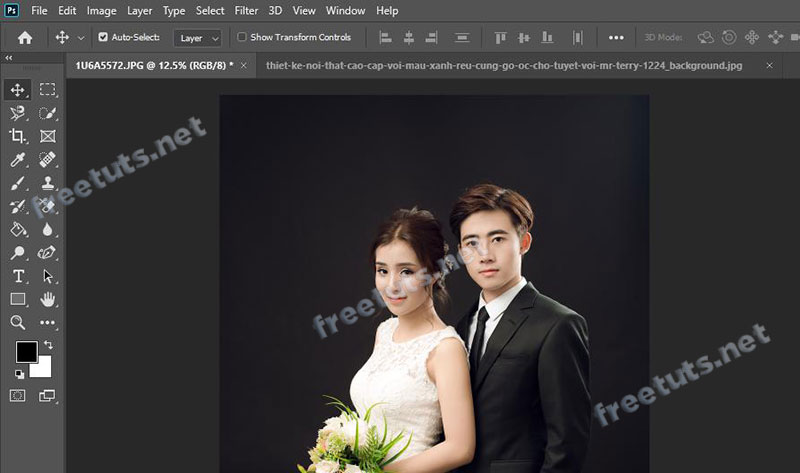 Ps File Edit Image Layer Type Select Filter 3D View Window Help
Auto-Select: Layer Show Transform Controls 3D Mode:
1U6A5572.JPG @ 12.5% (RGB/8) * × thiet-ke-noi-that-cao-cap-voi-mau-xanh-reu-cung-go-oc-cho-tuyet-voi-mr-terry-1224_background.jpg ×
freetuts.net
freetuts.net
freetuts.net